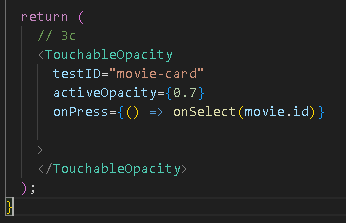 return (
// 3c
<TouchableOpacity
testID="movie-card"
activeOpacity={0.7}
onPress={() => onSelect(movie.id)}
>
</TouchableOpacity>
);
}